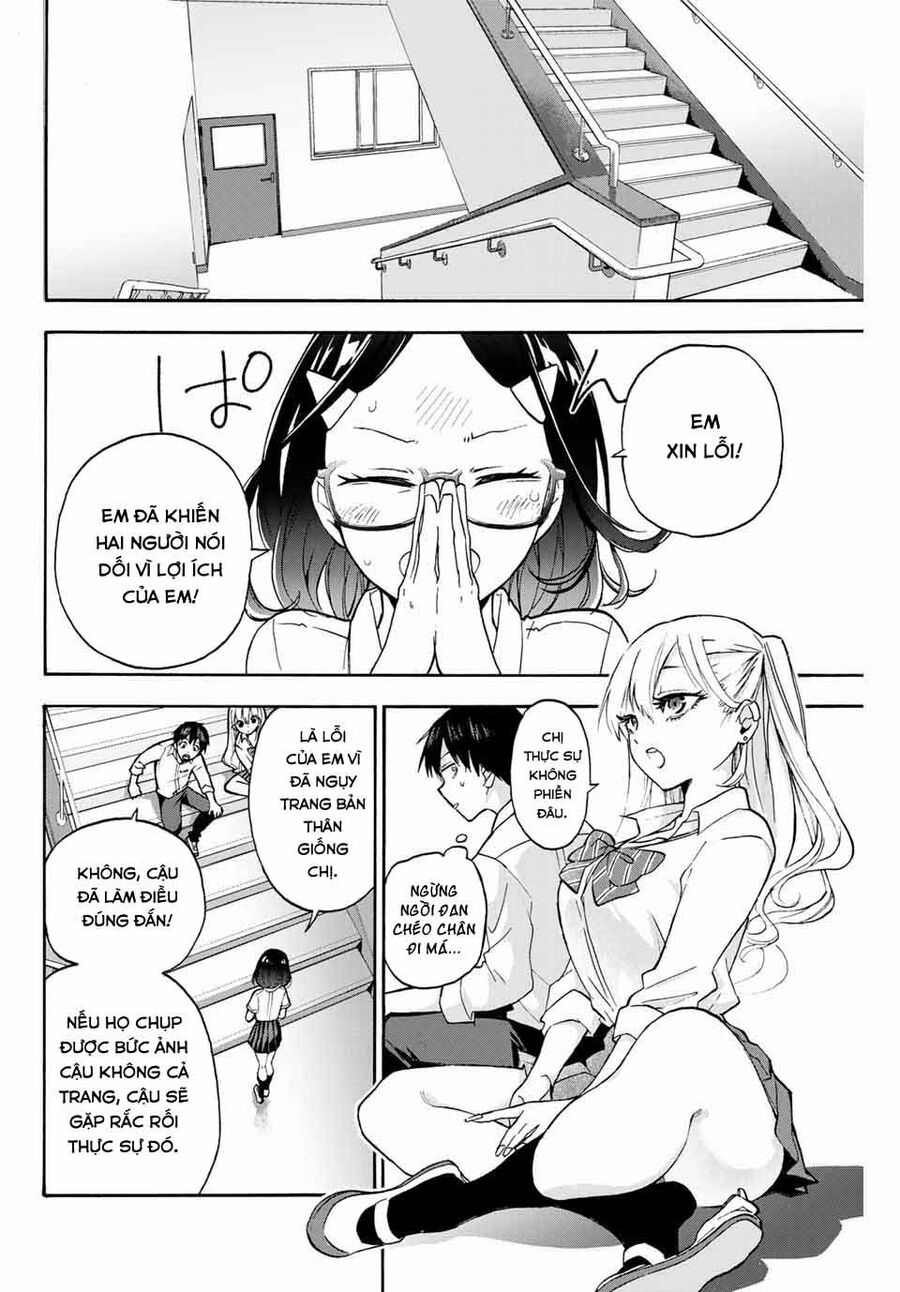 EM
XIN LỖI!
ぱ
EM ĐÃ KHIẾN
HAI NGƯỜI NÓI
DỐI VÌ LỢI ÍCH
CỦA EM!
CHỊ
THỰC SỰ
KHÔNG
PHIỀN
ĐÂU.
NGỪNG
NGỒI ĐAN
CHÉO CHÂN
ĐI MÁ...
LÀ LỖI
CỦA EM VÌ
ĐÃ NGỤY
TRANG BẢN
THÂN
GIỐNG
CHỊ.
KHÔNG, CẬU
ĐÃ LÀM ĐIỀU
ĐÚNG ĐẮN!
NẾU HỌ CHỤP
ĐƯỢC BỨC ẢNH
CẬU KHÔNG CẢ
TRANG, CẬU SẼ
GẶP RẮC RỐI
THỰC SỰ ĐÓ.